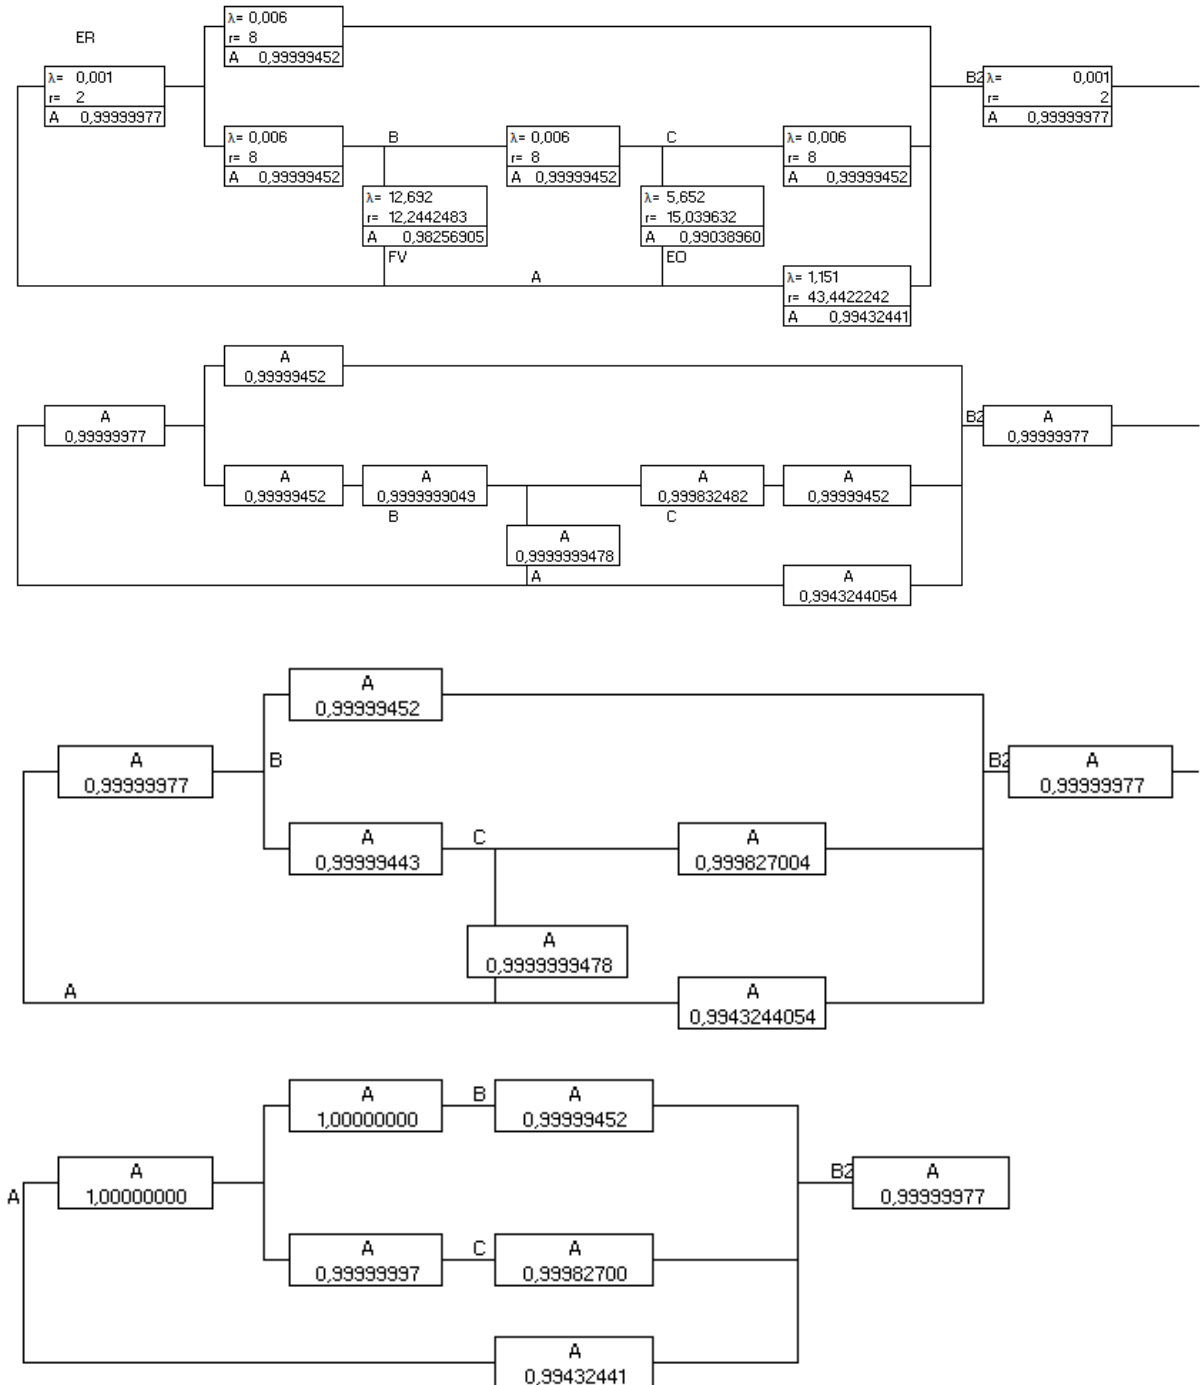 ER
λ= 0,006
r= 8
A 0,99999452
λ= 0,001
r= 2
A 0,99999977
B2
λ= 0,001
r= 2
A 0,99999977
λ= 0,006
r= 8
A 0,99999452
B
λ= 0,006
r= 8
A 0,99999452
C
λ= 0,006
r= 8
A 0,99999452
λ= 12,692
r= 12,2442483
A 0,98256905
FV
λ= 5,652
r= 15,039632
A 0,99038960
EO
A
λ= 1,151
r= 43,4422242
A 0,99432441
A
0,99999452
A
0,99999977
B2
A
0,99999977
A
0,99999452
A
0,9999999049
B
A
0,999832482
C
A
0,99999452
A
0,9999999478
A
A
0,9943244054
A
0,99999452
A
0,99999977
B
B2
A
0,99999977
A
0,99999443
C
A
0,999827004
A
0,9999999478
A
A
0,9943244054
A
1,00000000
B
A
0,99999452
A
A
1,00000000
B2
A
0,99999977
A
0,99999997
C
A
0,99982700
A
0,99432441